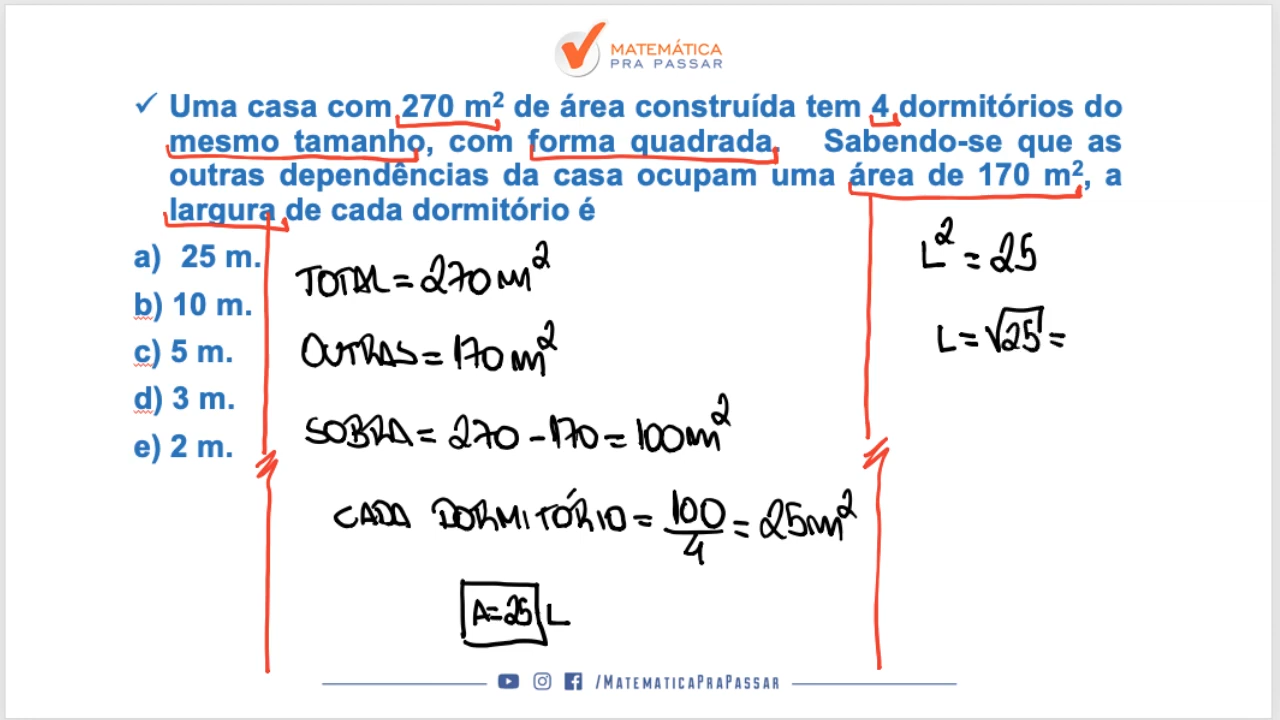 MATEMÁTICA
PRA PASSAR
✓ Uma casa com 270 m² de área construída tem 4 dormitórios do
mesmo tamanho, com forma quadrada. Sabendo-se que as
outras dependências da casa ocupam uma área de 170 m², a
largura de cada dormitório é
a) 25 m.
b) 10 m.
c) 5 m.
d) 3 m.
e) 2 m.
TOTAL = 270 m²
OUTRAS = 170 m²
SOBRA = 270 - 170 = 100 m²
CADA DORMITÓRIO = 100/4 = 25 m²
A=25 L
L² = 25
L = √25 =
/MATEMATICAPRAPASSAR